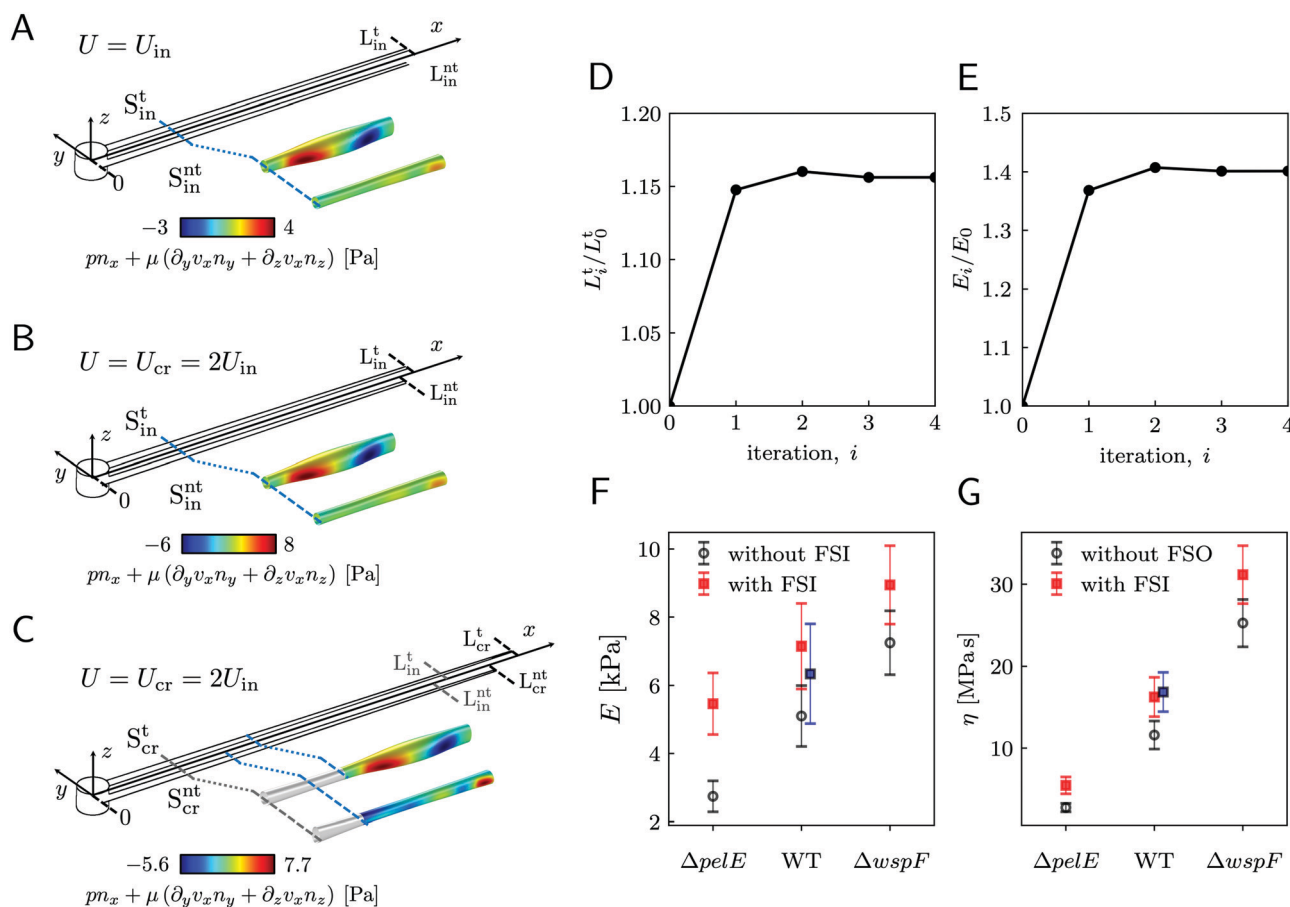 A
U = U_in
L_in^t
x
L_in^nt
S_in^t
z
y
0
S_in^nt
−3 4
pn_x + μ (∂_y v_x n_y + ∂_z v_x n_z) [Pa]
B
U = U_cr = 2U_in
L_in^t
x
L_in^nt
S_in^t
z
y
0
S_in^nt
−6 8
pn_x + μ (∂_y v_x n_y + ∂_z v_x n_z) [Pa]
C
U = U_cr = 2U_in
L_cr^t
x
L_in^t
L_cr^nt
L_in^nt
S_cr^t
z
y
0
S_cr^nt
−5.6 7.7
pn_x + μ (∂_y v_x n_y + ∂_z v_x n_z) [Pa]
D
1.20
1.15
1.10
1.05
1.00
L_i^t/L_0^t
0 1 2 3 4
iteration, i
E
1.5
1.4
1.3
1.2
1.1
1.0
E_i/E_0
0 1 2 3 4
iteration, i
F
without FSI
with FSI
10
8
6
4
2
E [kPa]
ΔpelE WT ΔwspF
G
without FSO
with FSI
30
20
10
η [MPa.s]
ΔpelE WT ΔwspF